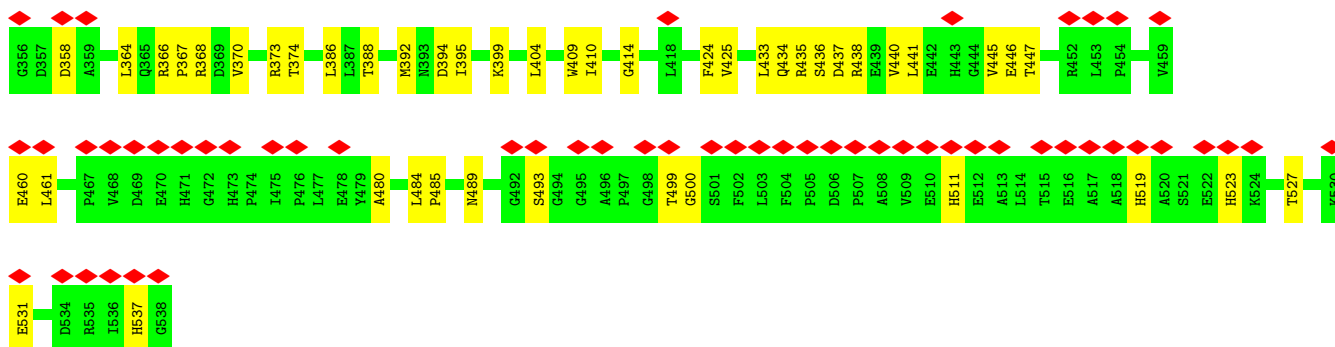 G356 D357 D358 A359 L364 Q365 R366 P367 R368 D369 V370 R373 T374 L386 L387 T388 M392 N393 D394 I395 K399 L404 W409 I410 G414 L418 F424 V425 L433 Q434 R435 S436 D437 R438 E439 V440 L441 E442 H443 G444 V445 E446 T447 R452 L453 P454 V459
E460 L461 P467 V468 D469 E470 H471 G472 H473 P474 I475 P476 L477 E478 Y479 A480 L484 P485 N489 G492 S493 G494 G495 A496 P497 G498 T499 G500 S501 F502 L503 F504 P505 D506 P507 A508 V509 E510 H511 E512 A513 L514 T515 E516 A517 A518 H519 A520 S521 E522 H523 K524 T527 K530
E531 D534 R535 I536 H537 G538